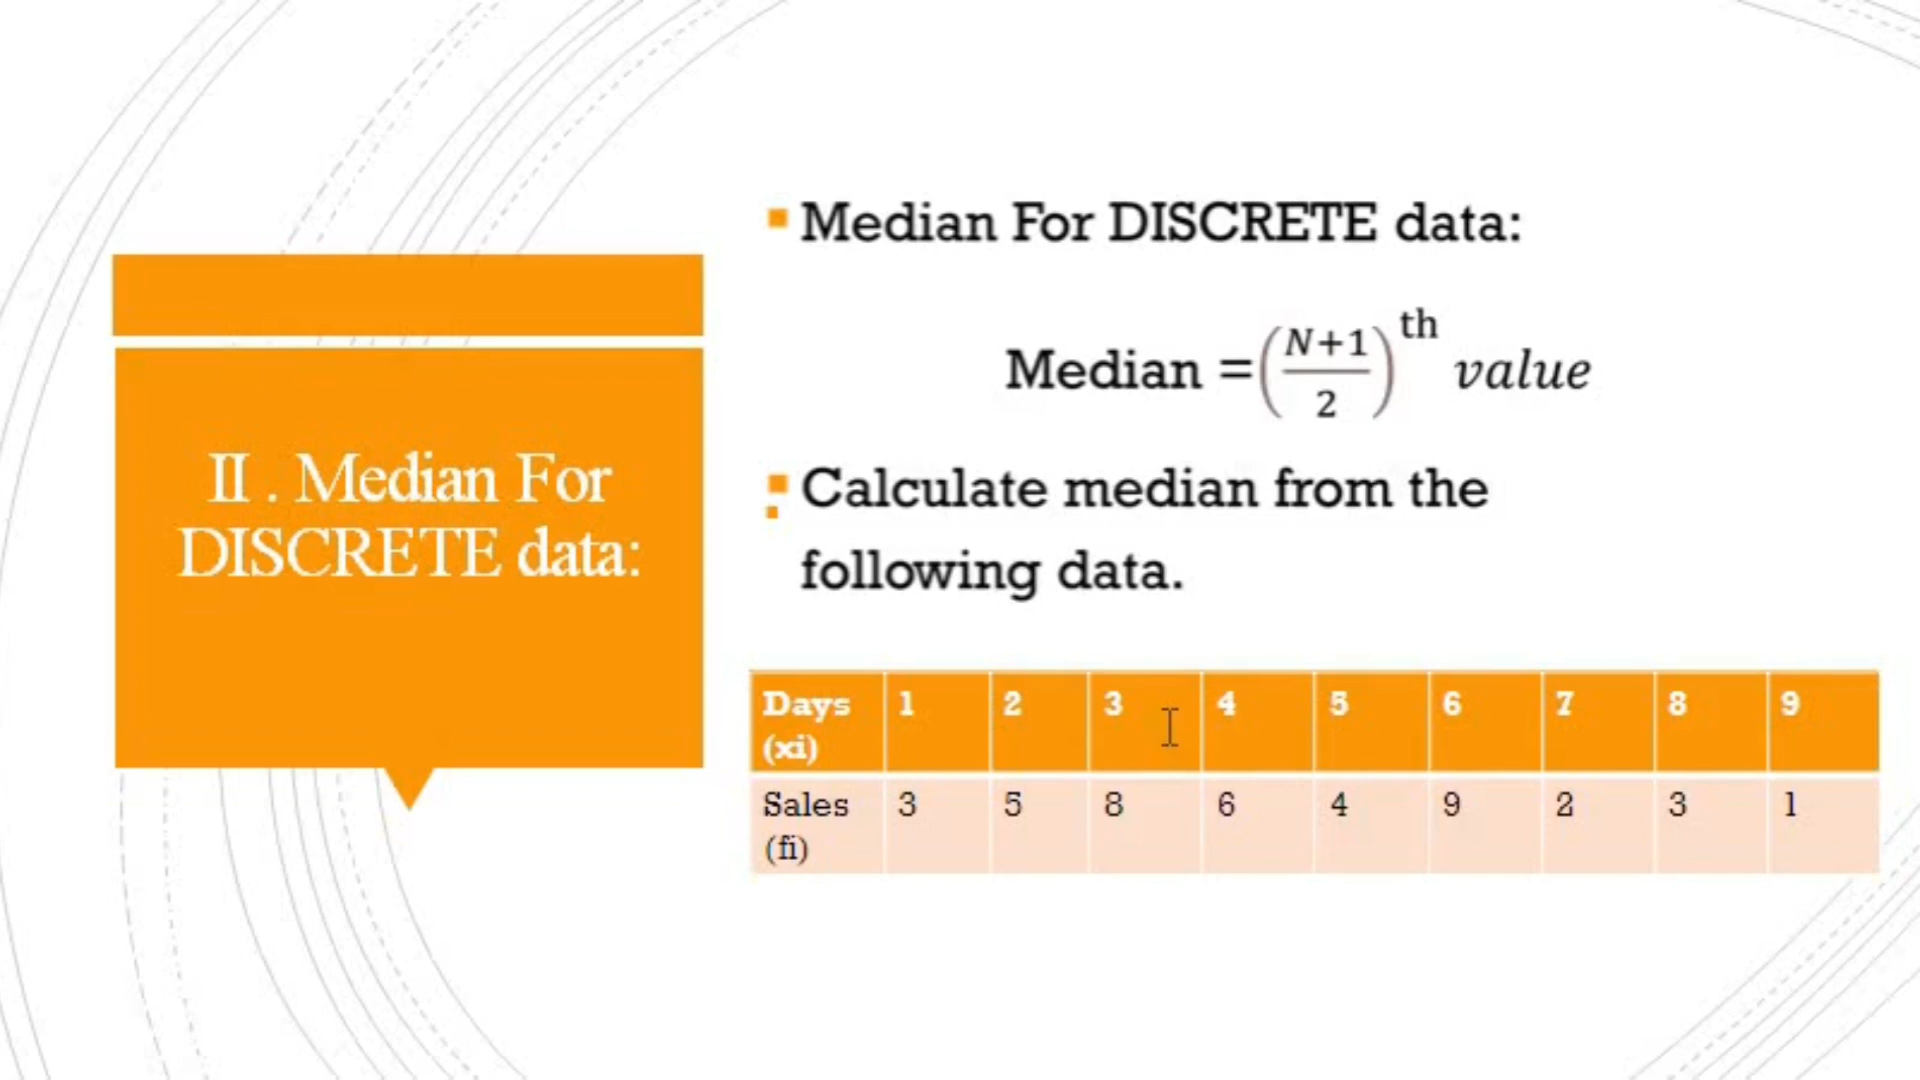 II . Median For
DISCRETE data:
Median For DISCRETE data:
Median =(N+1/2)th value
Calculate median from the
following data.
Days (xi) 1 2 3 4 5 6 7 8 9
Sales (fi) 3 5 8 6 4 9 2 3 1